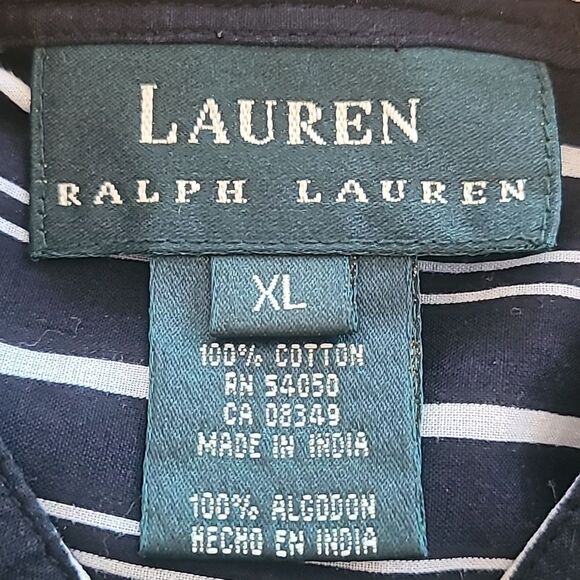 LAUREN
RALPH LAUREN
XL
100% COTTON
RN 54050
CA 08349
MADE IN INDIA
100% ALGODON
HECHO EN INDIA